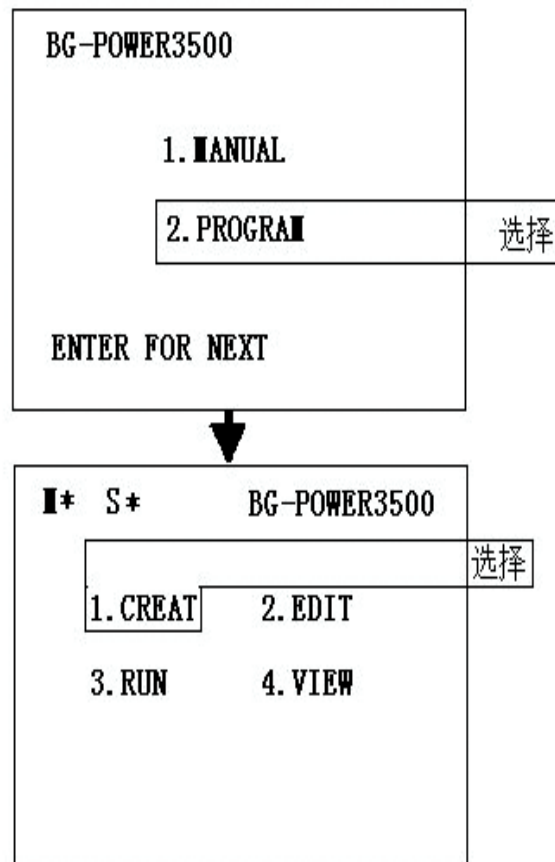 BG-POWER3500
1.MANUAL
2.PROGRAM 选择
ENTER FOR NEXT
M* S* BG-POWER3500
选择
1.CREAT 2.EDIT
3.RUN 4.VIEW